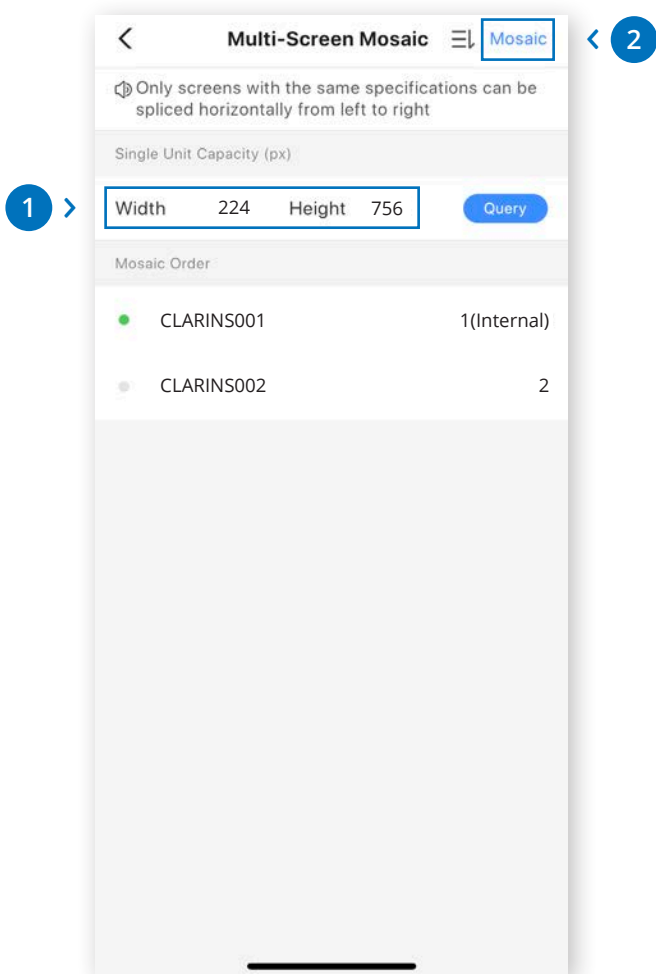 Multi-Screen Mosaic Mosaic
2
Only screens with the same specifications can be
spliced horizontally from left to right
Single Unit Capacity (px)
1
Width 224 Height 756 Query
Mosaic Order
CLARINS001 1(Internal)
CLARINS002 2